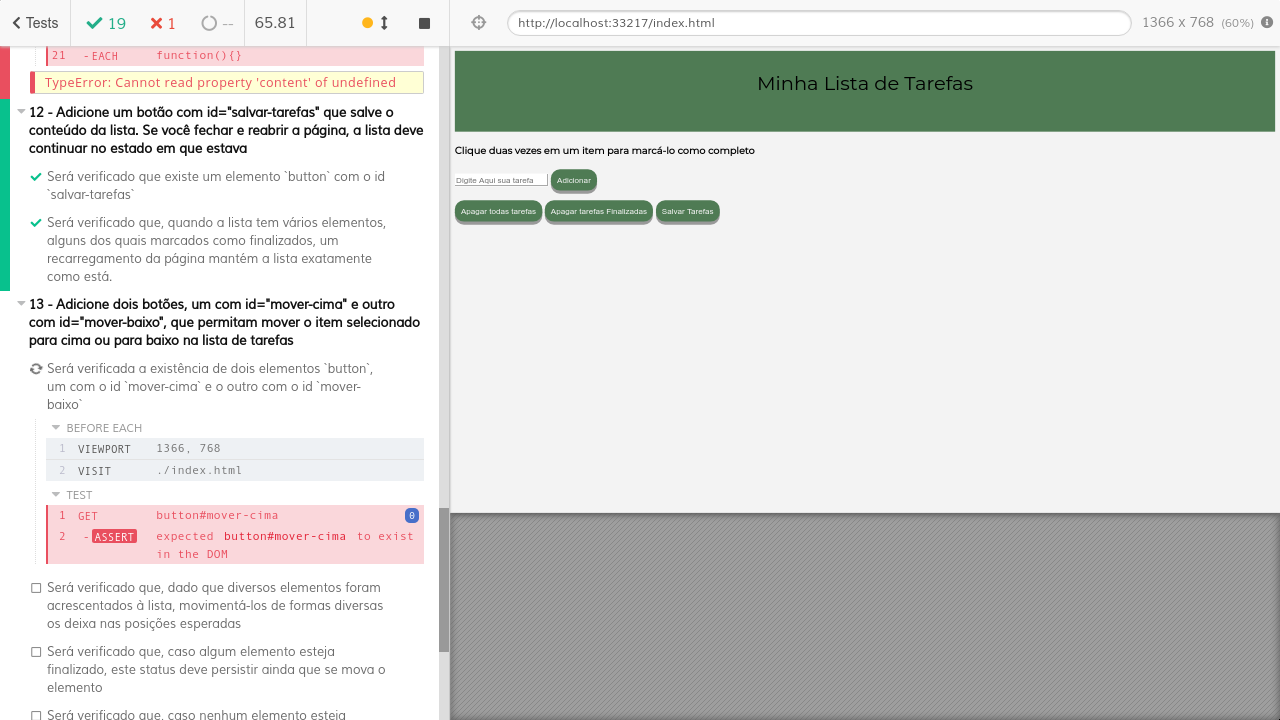 Tests
19
1
--
65.81
http://localhost:33217/index.html
1366 x 768 (60%)
21 - EACH function(){}
TypeError: Cannot read property 'content' of undefined
12 - Adicione um botão com id="salvar-tarefas" que salve o
conteúdo da lista. Se você fechar e reabrir a página, a lista deve
continuar no estado em que estava
Será verificado que existe um elemento `button` com o id
`salvar-tarefas`
Será verificado que, quando a lista tem vários elementos,
alguns dos quais marcados como finalizados, um
recarregamento da página mantém a lista exatamente
como está.
13 - Adicione dois botões, um com id="mover-cima" e outro
com id="mover-baixo", que permitam mover o item selecionado
para cima ou para baixo na lista de tarefas
Será verificada a existência de dois elementos `button`,
um com o id `mover-cima` e o outro com o id `mover-
baixo`
BEFORE EACH
1 VIEWPORT 1366, 768
2 VISIT ./index.html
TEST
1 GET button#mover-cima 0
2 - ASSERT expected button#mover-cima to exist
in the DOM
Será verificado que, dado que diversos elementos foram
acrescentados à lista, movimentá-los de formas diversas
os deixa nas posições esperadas
Será verificado que, caso algum elemento esteja
finalizado, este status deve persistir ainda que se mova o
elemento
Será verificado que, caso nenhum elemento esteja
Minha Lista de Tarefas
Clique duas vezes em um item para marcá-lo como completo
Digite Aqui sua tarefa Adicionar
Apagar todas tarefas Apagar tarefas Finalizadas Salvar Tarefas